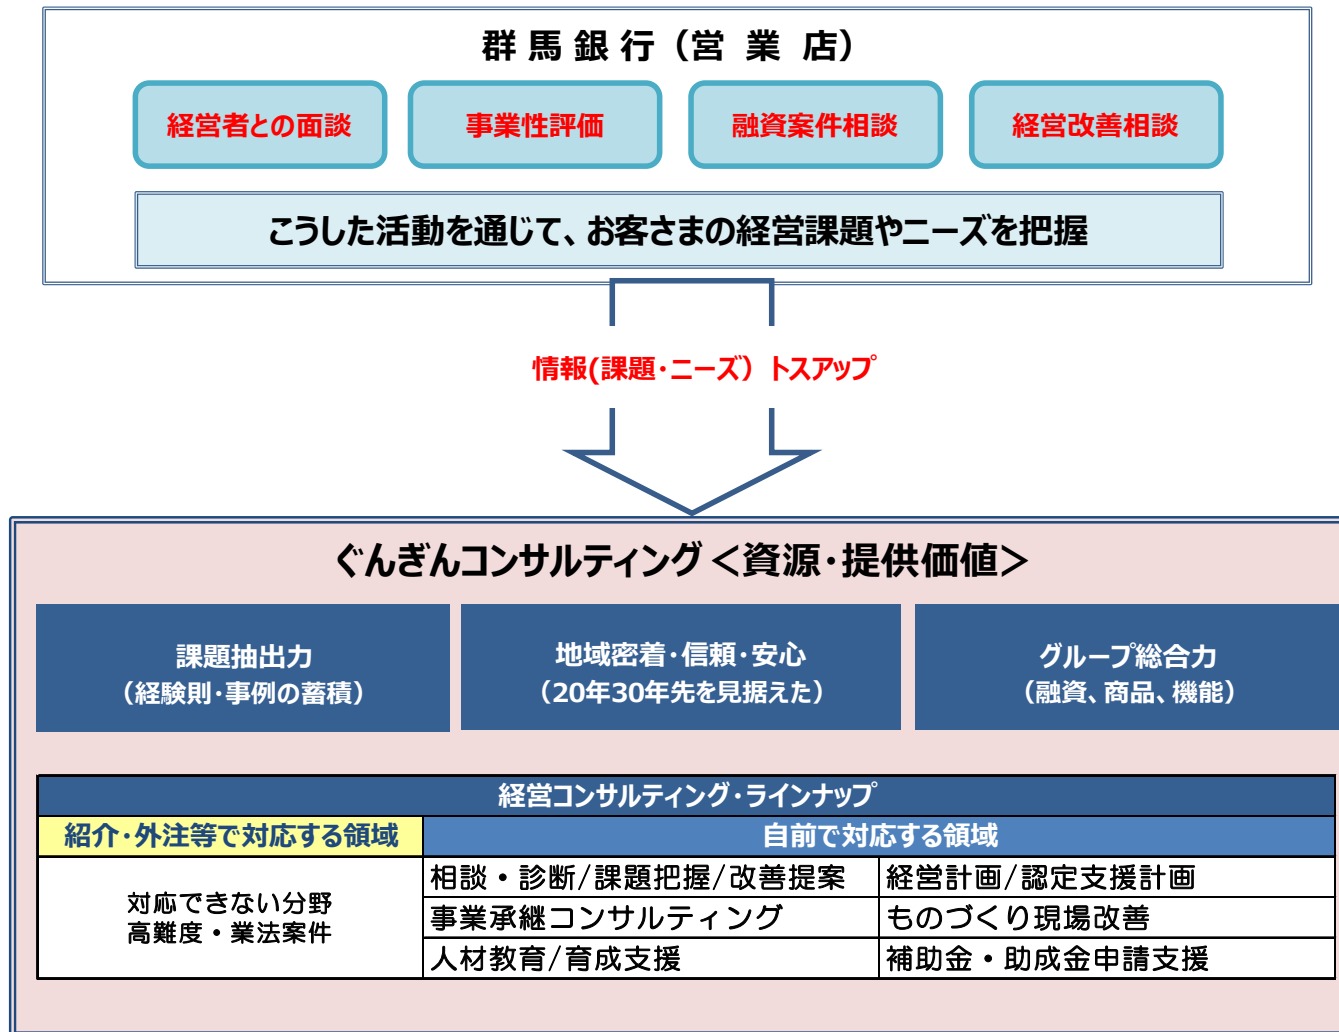 群馬銀行（営業店）
経営者との面談
事業性評価
融資案件相談
経営改善相談
こうした活動を通じて、お客さまの経営課題やニーズを把握
情報(課題・ニーズ）トスアップ
ぐんぎんコンサルティング＜資源・提供価値＞
課題抽出力
（経験則・事例の蓄積）
地域密着・信頼・安心
（20年30年先を見据えた）
グループ総合力
（融資、商品、機能）
経営コンサルティング・ラインナップ
紹介・外注等で対応する領域
自前で対応する領域
対応できない分野
高難度・業法案件
相談・診断/課題把握/改善提案
経営計画/認定支援計画
事業承継コンサルティング
ものづくり現場改善
人材教育/育成支援
補助金・助成金申請支援